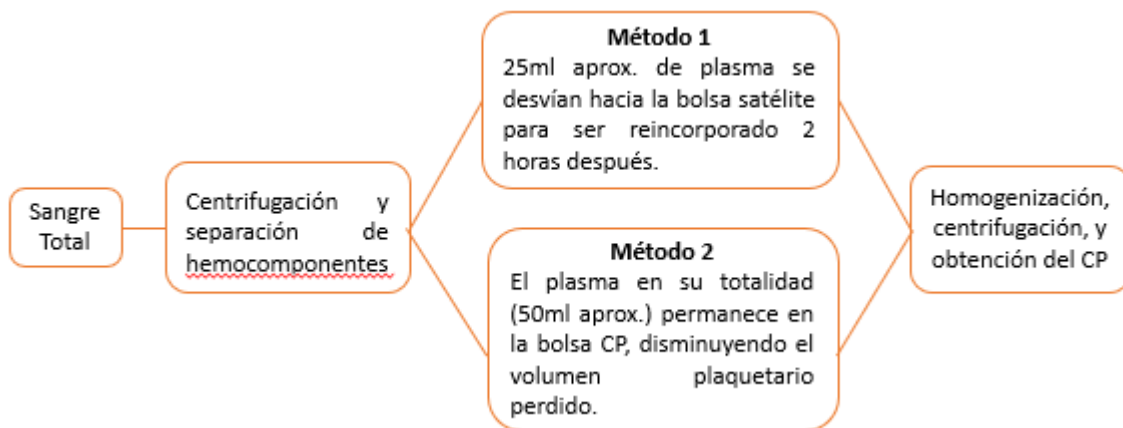 Sangre
Total
Centrifugación y
separación de
hemocomponentes
Método 1
25ml aprox. de plasma se
desvían hacia la bolsa satélite
para ser reincorporado 2
horas después.
Método 2
El plasma en su totalidad
(50ml aprox.) permanece en
la bolsa CP, disminuyendo el
volumen plaquetario
perdido.
Homogenización,
centrifugación, y
obtención del CP